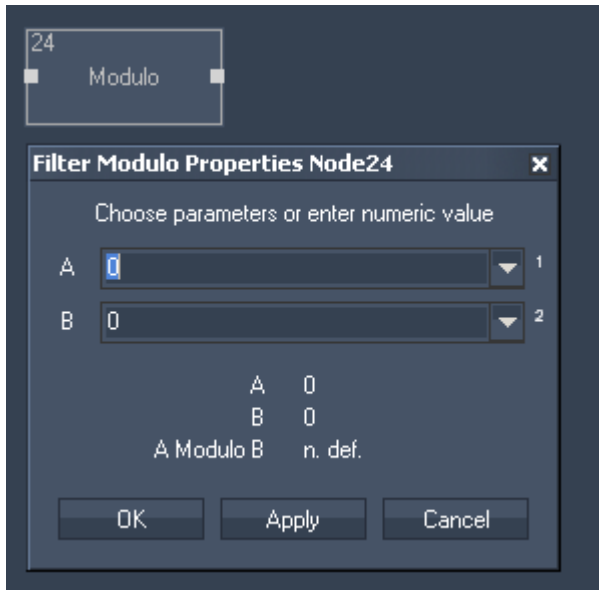 24
Modulo
Filter Modulo Properties Node24
Choose parameters or enter numeric value
A 0 1
B 0 2
A 0
B 0
A Modulo B n. def.
OK Apply Cancel